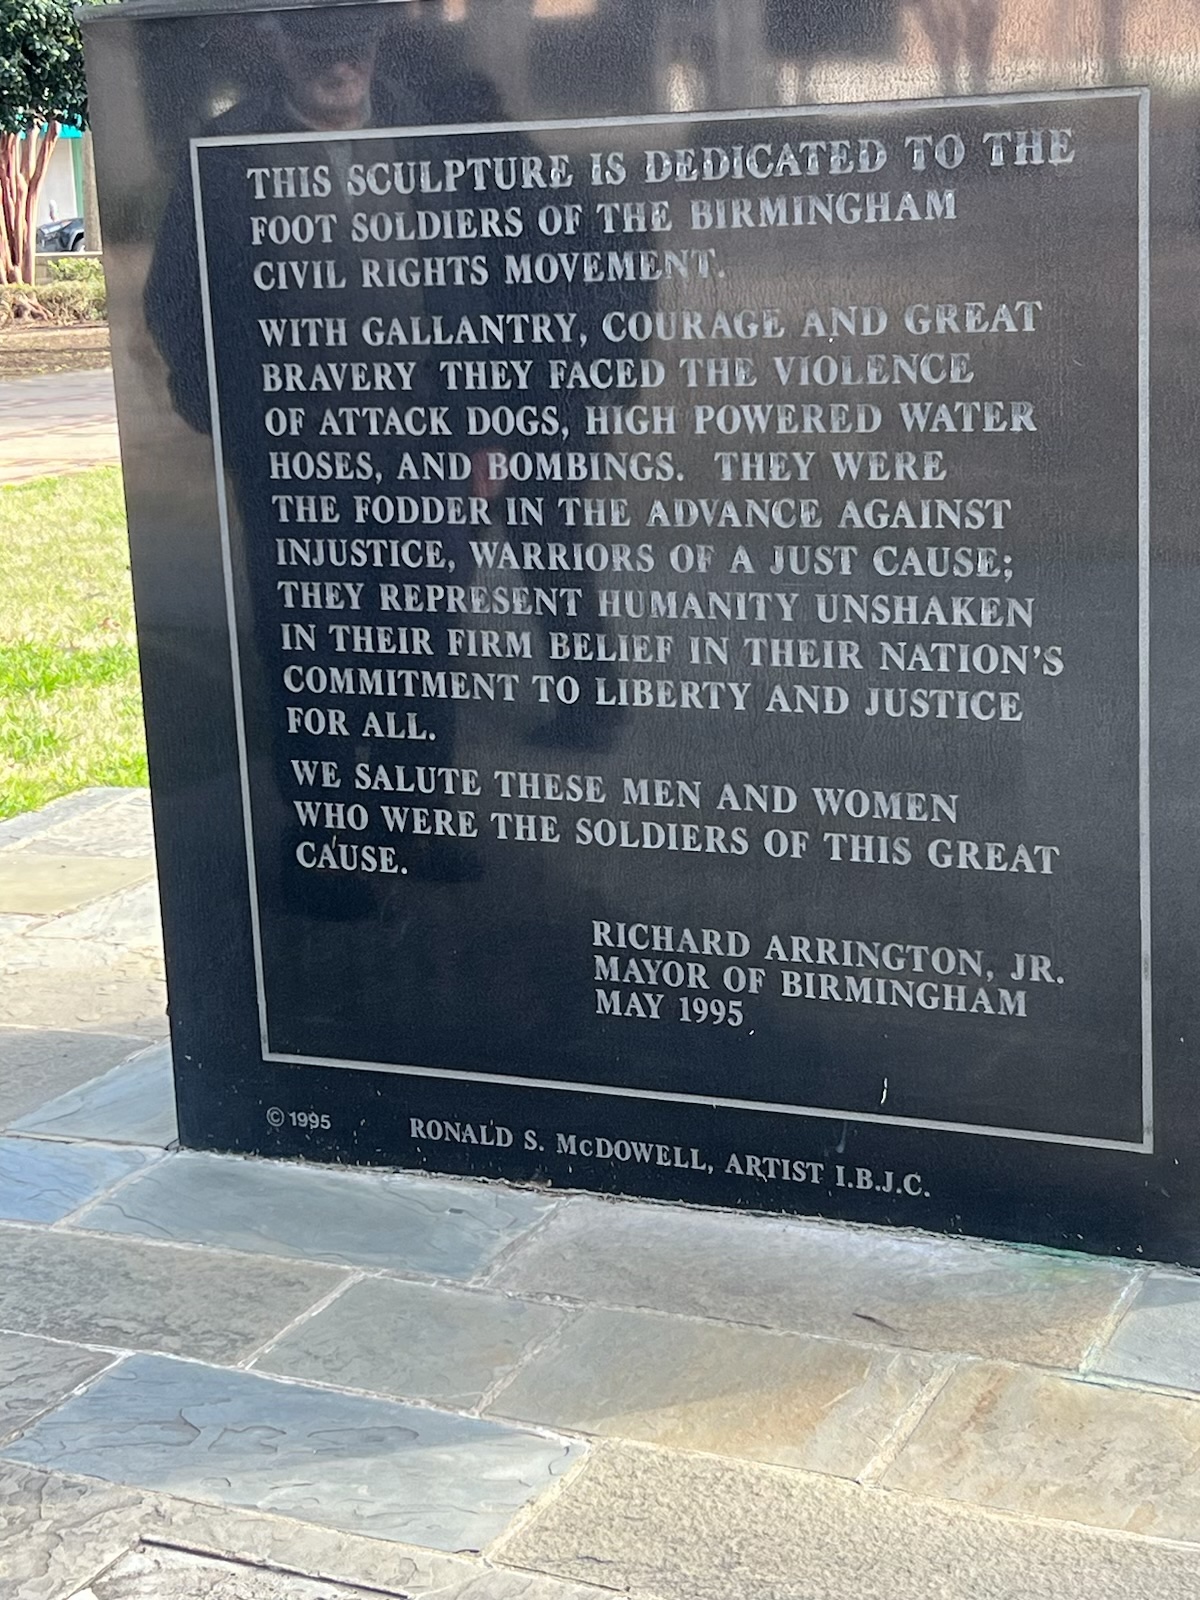 THIS SCULPTURE IS DEDICATED TO THE
FOOT SOLDIERS OF THE BIRMINGHAM
CIVIL RIGHTS MOVEMENT.
WITH GALLANTRY, COURAGE AND GREAT
BRAVERY THEY FACED THE VIOLENCE
OF ATTACK DOGS, HIGH POWERED WATER
HOSES, AND BOMBINGS. THEY WERE
THE FODDER IN THE ADVANCE AGAINST
INJUSTICE, WARRIORS OF A JUST CAUSE;
THEY REPRESENT HUMANITY UNSHAKEN
IN THEIR FIRM BELIEF IN THEIR NATION'S
COMMITMENT TO LIBERTY AND JUSTICE
FOR ALL.
WE SALUTE THESE MEN AND WOMEN
WHO WERE THE SOLDIERS OF THIS GREAT
CAUSE.
RICHARD ARRINGTON, JR.
MAYOR OF BIRMINGHAM
MAY 1995
© 1995 RONALD S. McDOWELL, ARTIST I.B.J.C.